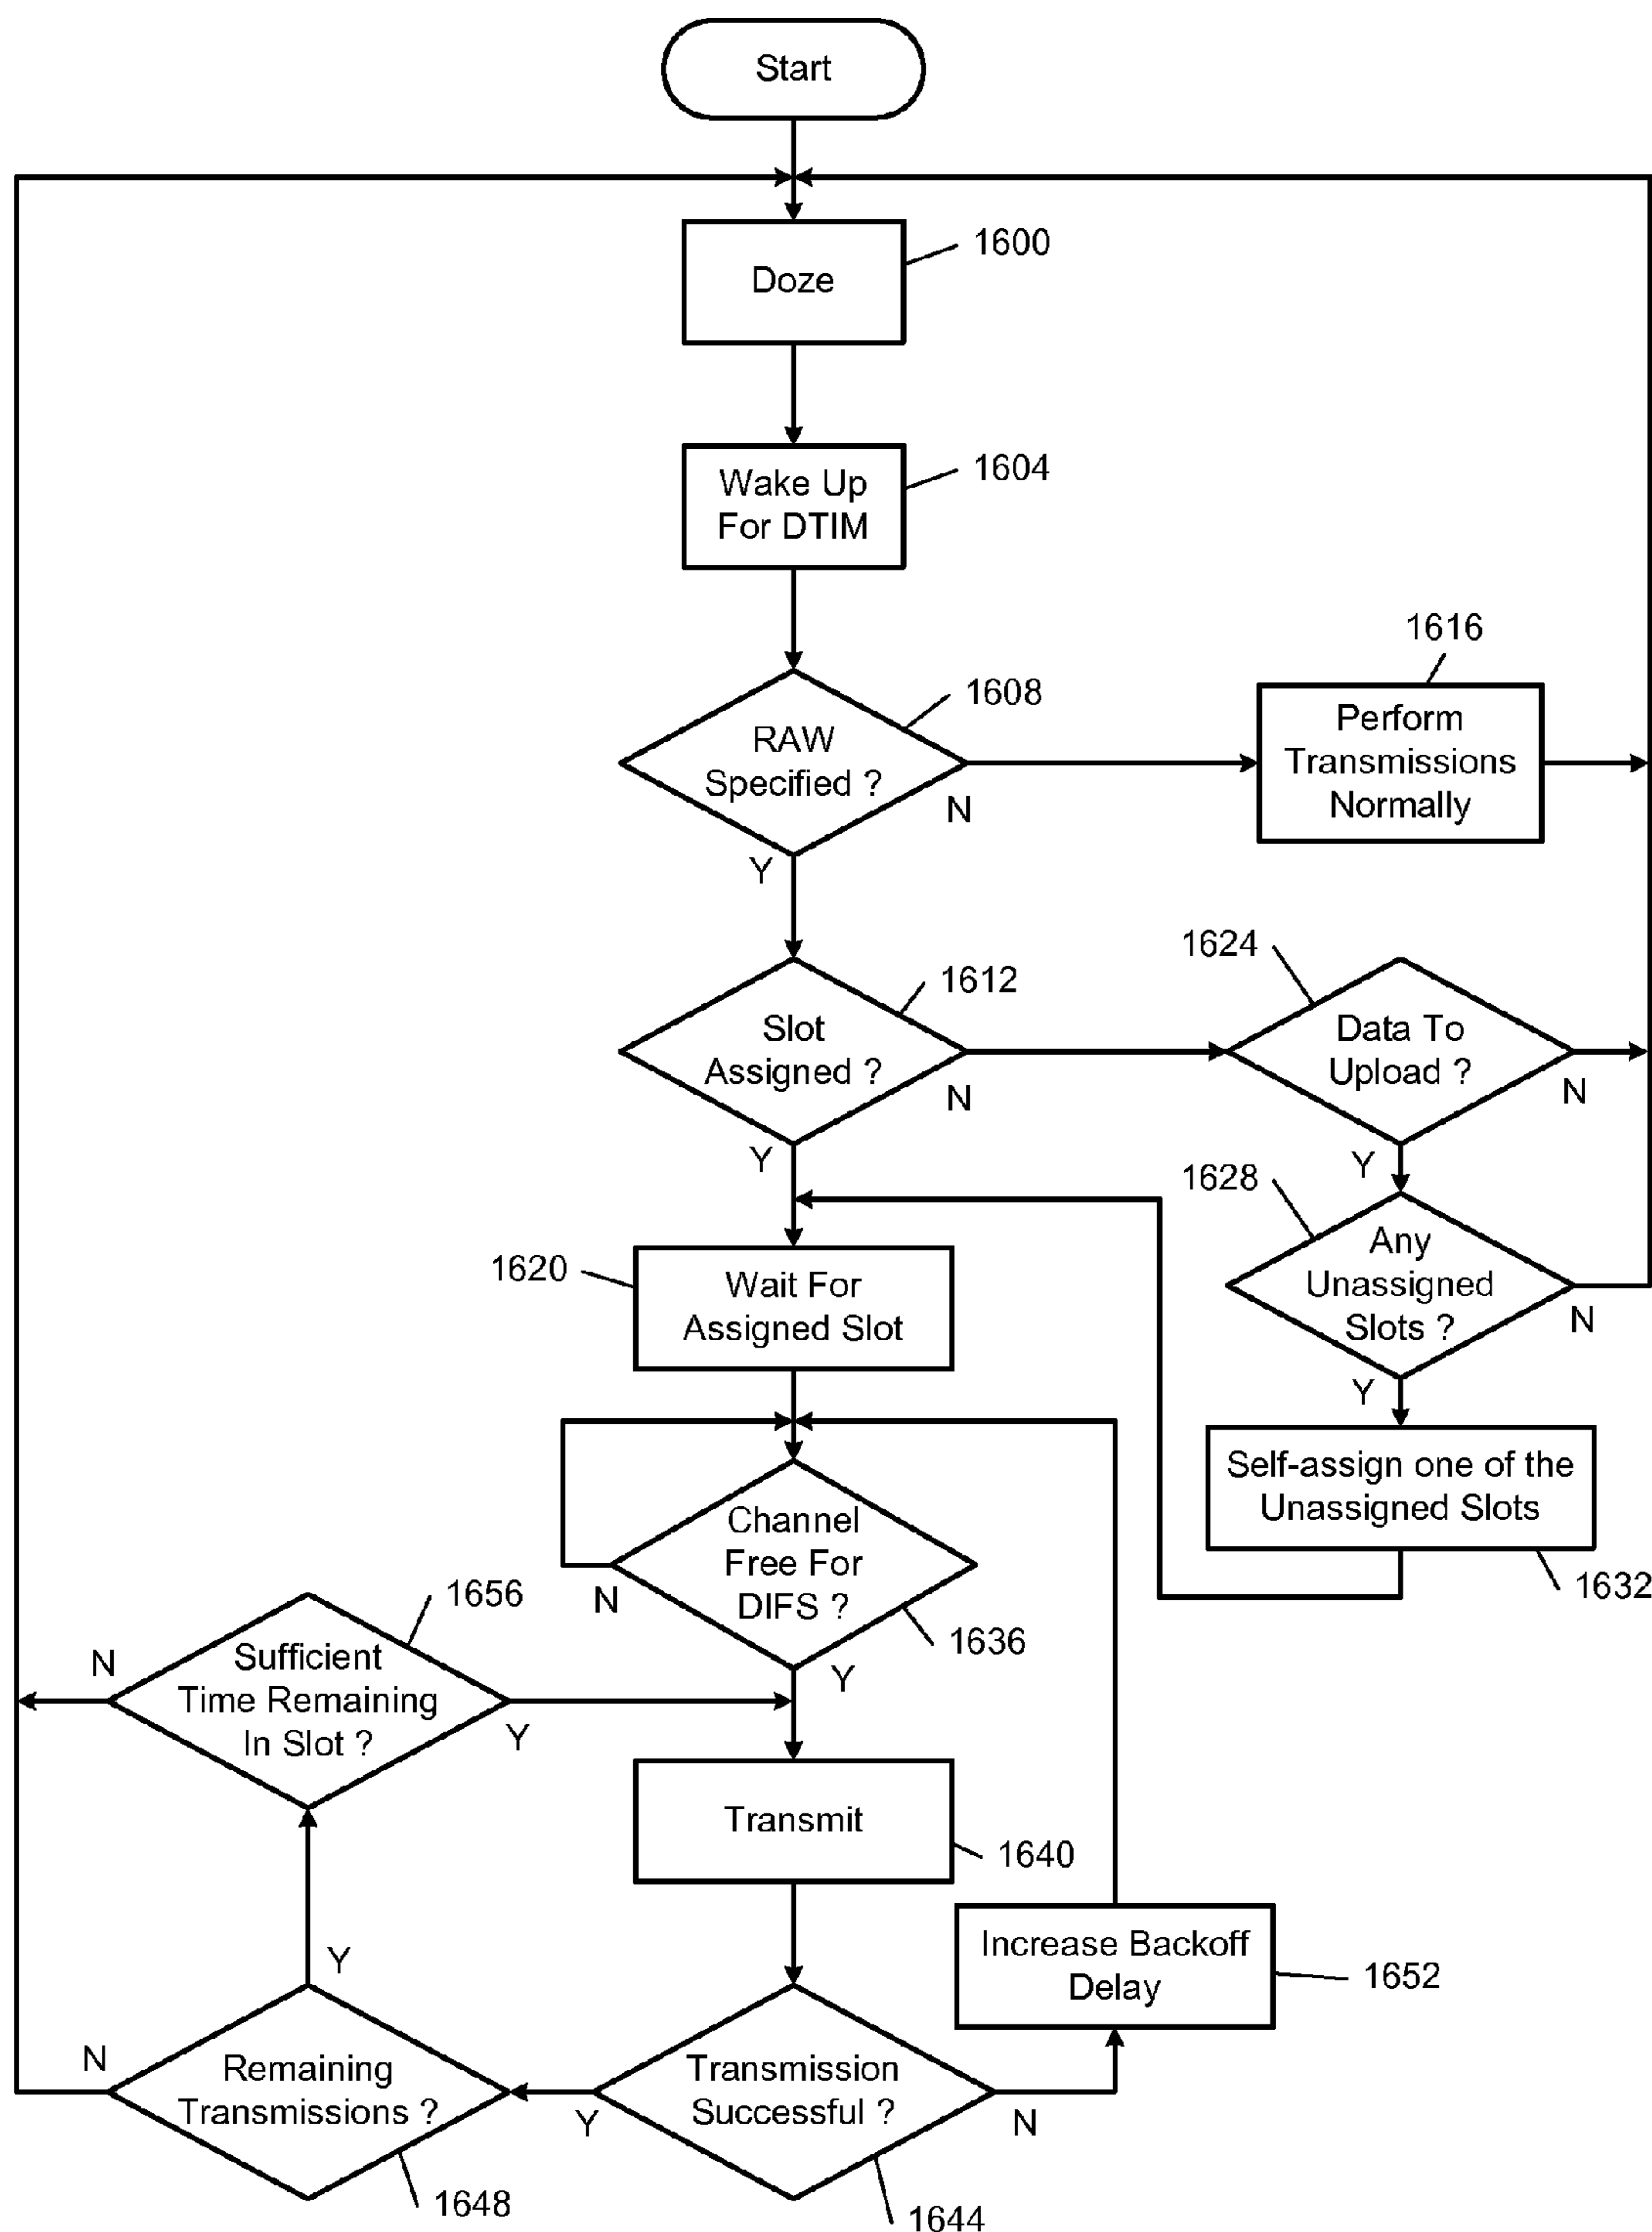 Start
Doze
1600
Wake Up
For DTIM
1604
RAW
Specified ?
1608
N
Y
1616
Perform
Transmissions
Normally
Slot
Assigned ?
1612
N
Y
1624
Data To
Upload ?
N
Y
1628
Any
Unassigned
Slots ?
N
Y
1620
Wait For
Assigned Slot
Self-assign one of the
Unassigned Slots
1632
Channel
Free For
DIFS ?
N
1636
Y
1656
N
Sufficient
Time Remaining
In Slot ?
Y
Transmit
1640
Increase Backoff
Delay
1652
Y
N
Remaining
Transmissions ?
1648
Y
Transmission
Successful ?
N
1644